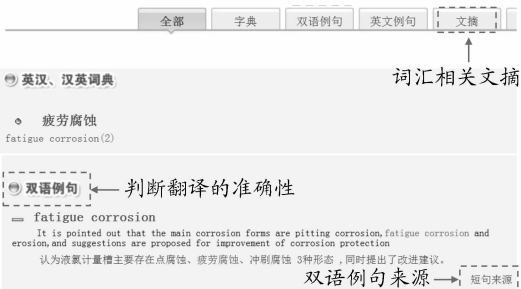 全部 字典 双语例句 英文例句 文摘
词汇相关文摘
英汉、汉英词典
疲劳腐蚀
fatigue corrosion(2)
双语例句 判断翻译的准确性
fatigue corrosion
It is pointed out that the main corrosion forms are pitting corrosion,fatigue corrosion and
erosion,and suggestions are proposed for improvement of corrosion protection
认为液氯计量槽主要存在点腐蚀、疲劳腐蚀、冲刷腐蚀 3种形态 ,同时提出了改进建议。
双语例句来源 短句来源